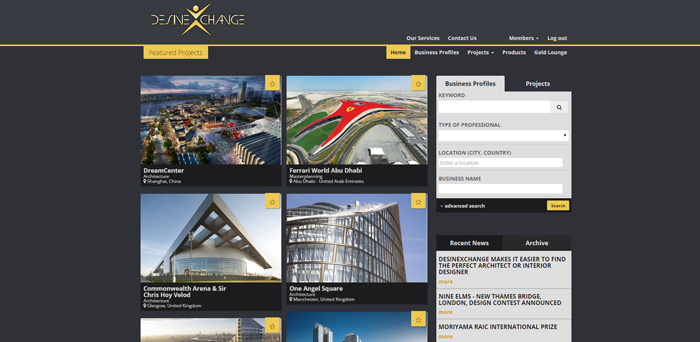 DESINEXCHANGE
Our Services
Contact Us
Members
Log out
Featured Projects
Home
Business Profiles
Projects
Products
Gold Lounge
DreamCenter
Architecture
Shanghai, China
Ferrari World Abu Dhabi
Masterplanning
Abu Dhabi - United Arab Emirates
Commonwealth Arena & Sir
Chris Hoy Velod
Architecture
Glasgow, United Kingdom
One Angel Square
Architecture
Manchester, United Kingdom
Business Profiles
Projects
KEYWORD
TYPE OF PROFESSIONAL
LOCATION (CITY, COUNTRY)
Enter a location
BUSINESS NAME
advanced search
Search
Recent News
Archive
DESINEXCHANGE MAKES IT EASIER TO FIND
THE PERFECT ARCHITECT OR INTERIOR
DESIGNER
more
NINE ELMS - NEW THAMES BRIDGE,
LONDON, DESIGN CONTEST ANNOUNCED
more
MORIYAMA RAIC INTERNATIONAL PRIZE
more